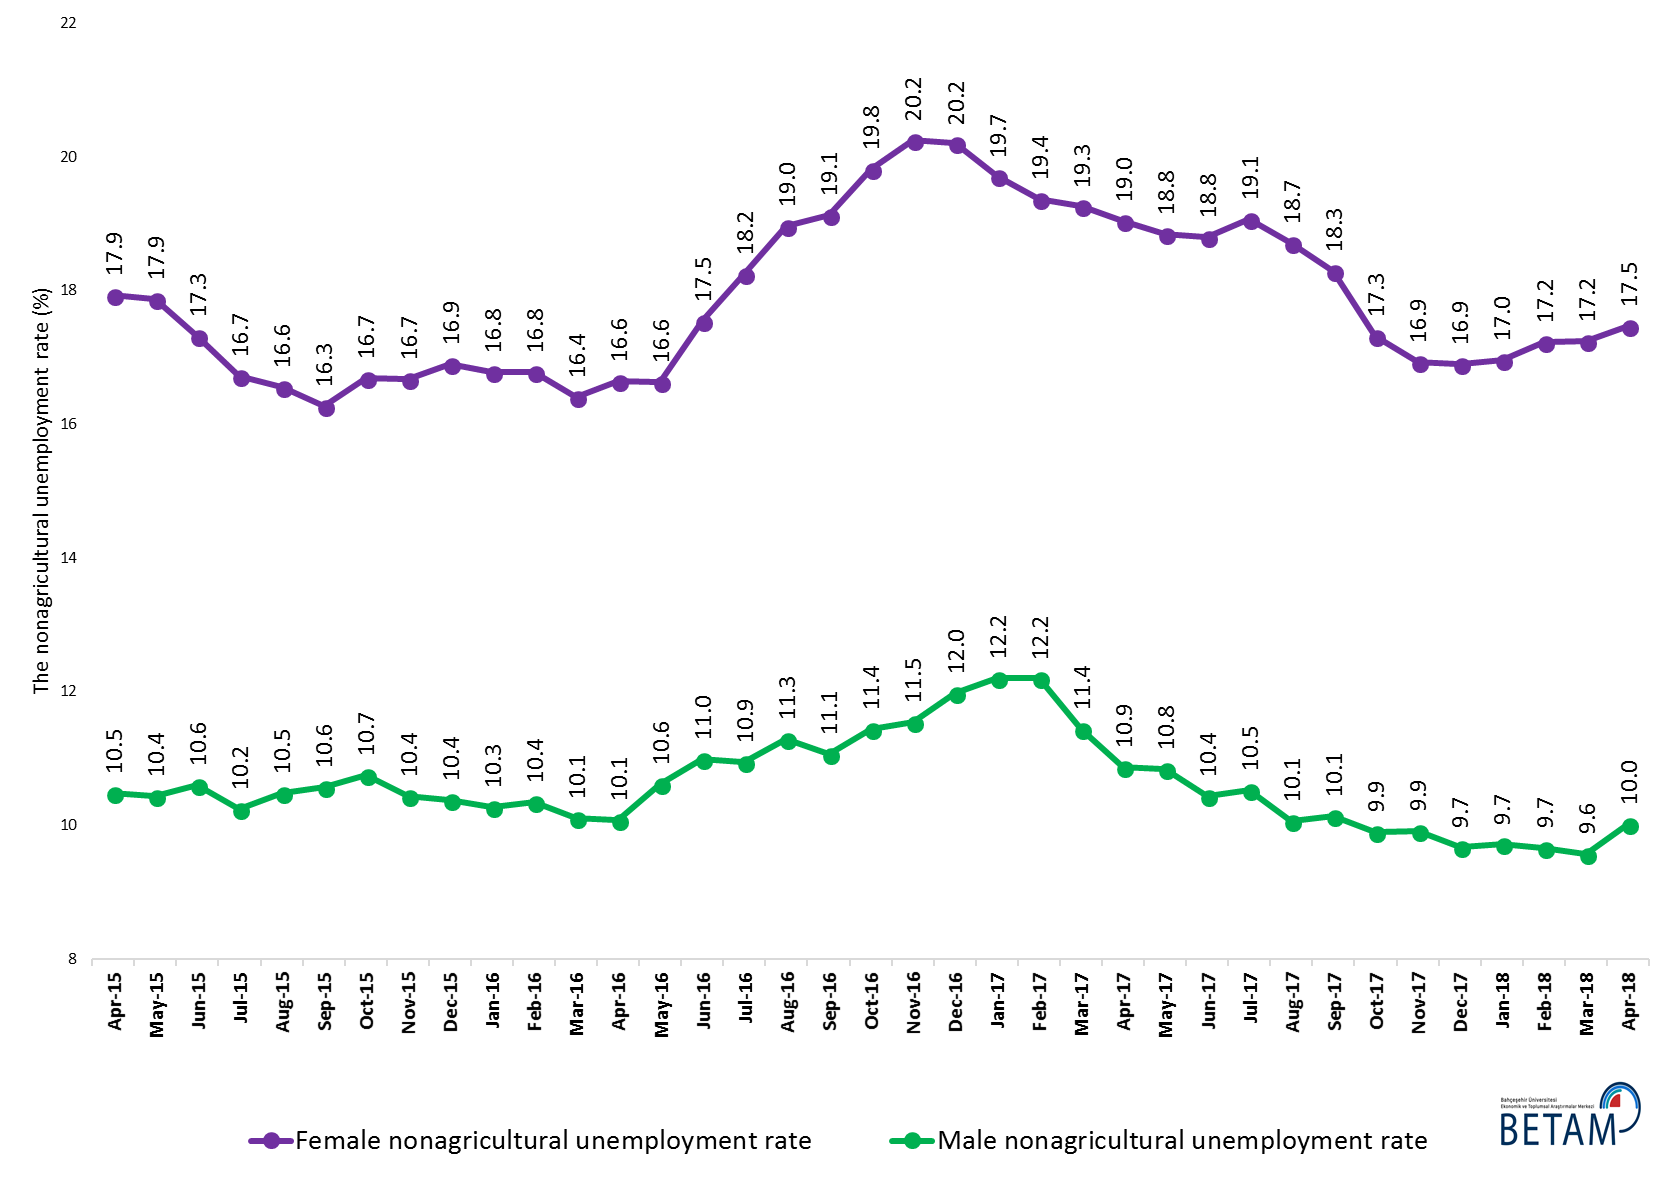 22
20
18
16
14
12
10
8
The nonagricultural unemployment rate (%)
17.9 17.9 17.3 16.7 16.6 16.3 16.7 16.7 16.9 16.8 16.8 16.4 16.6 16.6 17.5 18.2 19.0 19.1 19.8 20.2 20.2 19.7 19.4 19.3 19.0 18.8 18.8 19.1 18.7 18.3 17.3 16.9 16.9 17.0 17.2 17.2 17.5
10.5 10.4 10.6 10.2 10.5 10.6 10.7 10.4 10.4 10.3 10.4 10.1 10.1 10.6 11.0 10.9 11.3 11.1 11.4 11.5 12.0 12.2 12.2 11.4 10.9 10.8 10.4 10.5 10.1 10.1 9.9 9.9 9.7 9.7 9.7 9.6 10.0
Apr-15 May-15 Jun-15 Jul-15 Aug-15 Sep-15 Oct-15 Nov-15 Dec-15 Jan-16 Feb-16 Mar-16 Apr-16 May-16 Jun-16 Jul-16 Aug-16 Sep-16 Oct-16 Nov-16 Dec-16 Jan-17 Feb-17 Mar-17 Apr-17 May-17 Jun-17 Jul-17 Aug-17 Sep-17 Oct-17 Nov-17 Dec-17 Jan-18 Feb-18 Mar-18 Apr-18
Female nonagricultural unemployment rate
Male nonagricultural unemployment rate
Bahçeşehir Üniversitesi
Ekonomik ve Toplumsal Araştırmalar Merkezi
BETAM